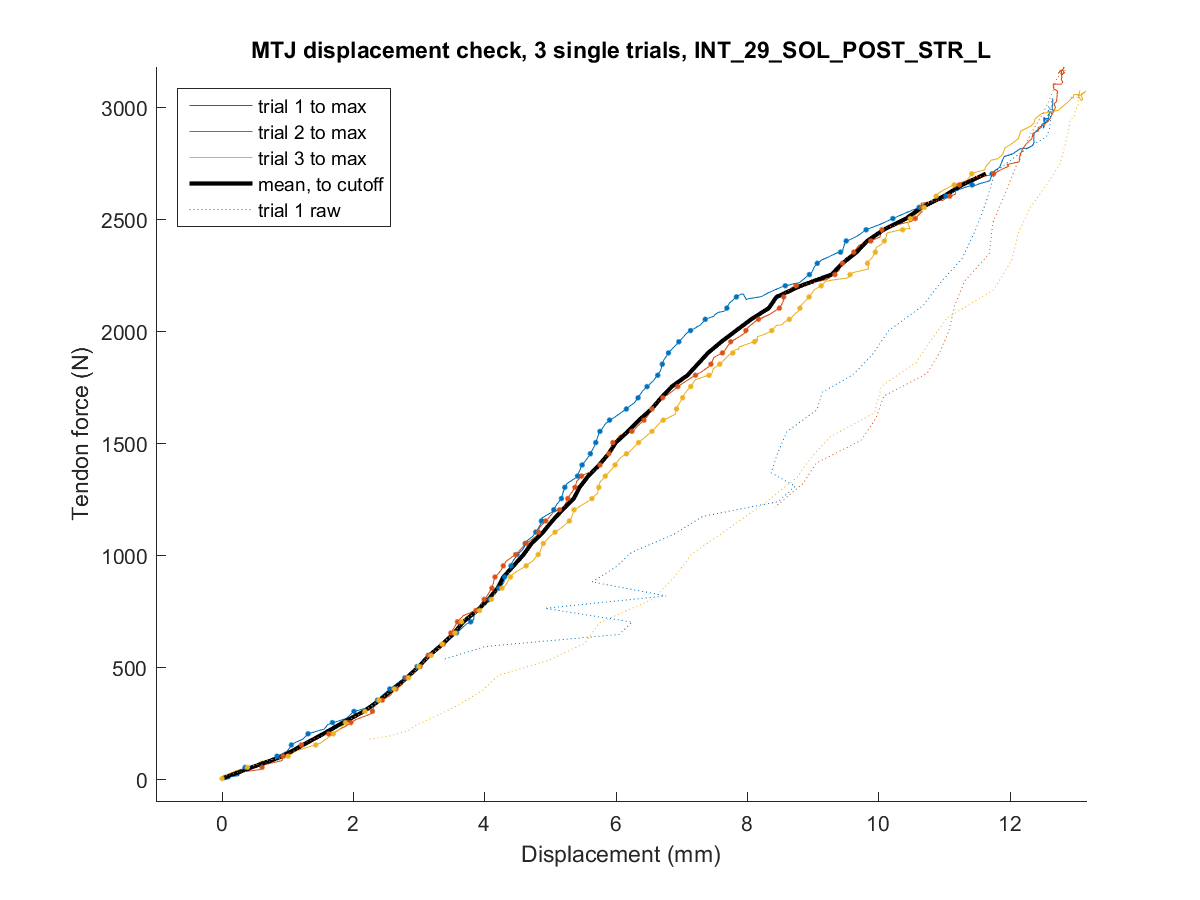 MTJ displacement check, 3 single trials, INT_29_SOL_POST_STR_L
trial 1 to max
trial 2 to max
trial 3 to max
mean, to cutoff
trial 1 raw
3000
2500
2000
1500
1000
500
0
Tendon force (N)
0 2 4 6 8 10 12
Displacement (mm)